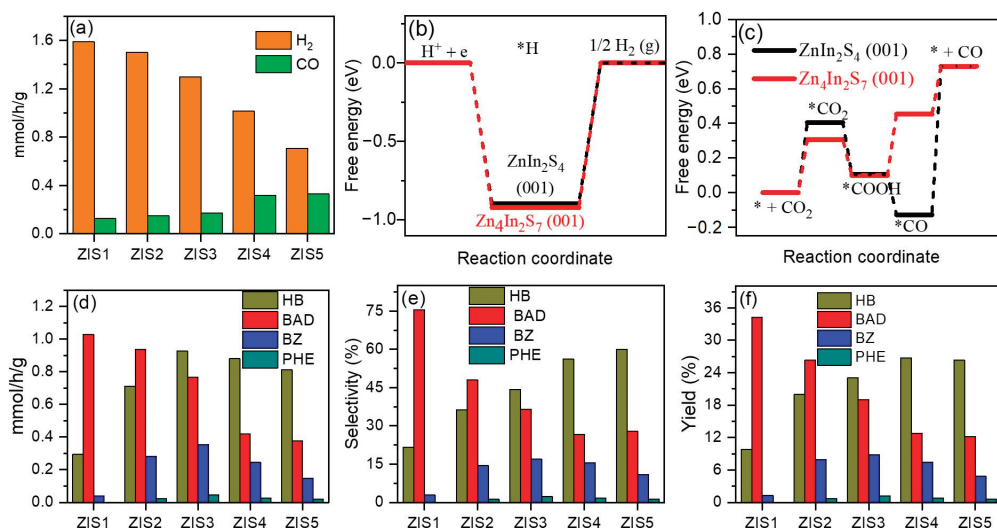 (a)
H₂
CO
mmol/h/g
1.6
1.2
0.8
0.4
0.0
ZIS1 ZIS2 ZIS3 ZIS4 ZIS5
(b)
H⁺ + e
*H
1/2 H₂ (g)
Free energy (eV)
0.0
−0.5
−1.0
ZnIn₂S₄
(001)
Zn₄In₂S₇ (001)
Reaction coordinate
(c)
ZnIn₂S₄ (001)
Zn₄In₂S₇ (001)
* + CO
Free energy (eV)
1.0
0.8
0.6
0.4
0.2
0.0
−0.2
*CO₂
*COOH
* + CO₂
*CO
Reaction coordinate
(d)
HB
BAD
BZ
PHE
mmol/h/g
1.2
1.0
0.8
0.6
0.4
0.2
0.0
ZIS1 ZIS2 ZIS3 ZIS4 ZIS5
(e)
HB
BAD
BZ
PHE
Selectivity (%)
75
60
45
30
15
0
ZIS1 ZIS2 ZIS3 ZIS4 ZIS5
(f)
HB
BAD
BZ
PHE
Yield (%)
36
30
24
18
12
6
0
ZIS1 ZIS2 ZIS3 ZIS4 ZIS5